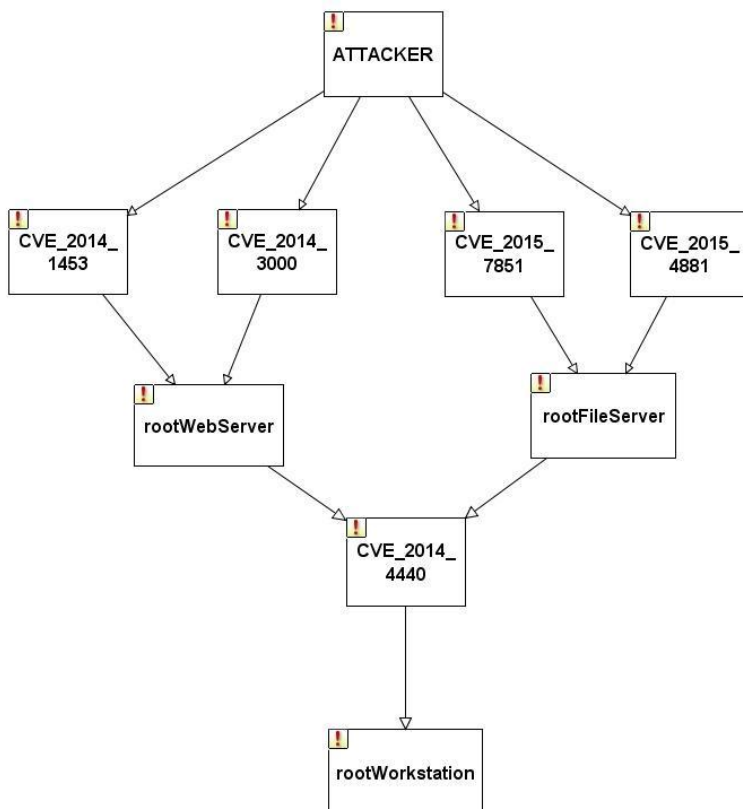 ATTACKER
CVE_2014_
1453
CVE_2014_
3000
CVE_2015_
7851
CVE_2015_
4881
rootWebServer
rootFileServer
CVE_2014_
4440
rootWorkstation